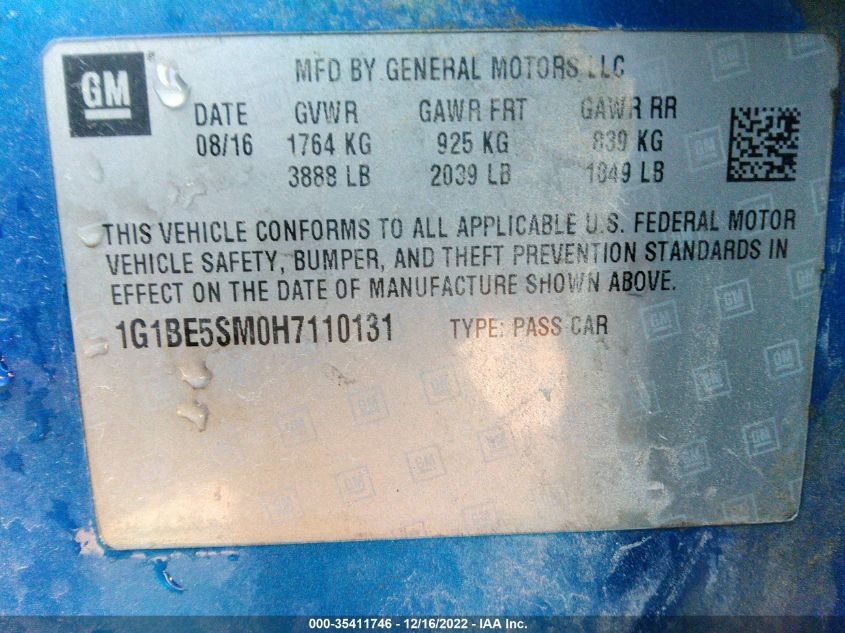 GM
MFD BY GENERAL MOTORS LLC
DATE GVWR GAWR FRT GAWR RR
08/16 1764 KG 925 KG 839 KG
3888 LB 2039 LB 1849 LB
THIS VEHICLE CONFORMS TO ALL APPLICABLE U.S. FEDERAL MOTOR
VEHICLE SAFETY, BUMPER, AND THEFT PREVENTION STANDARDS IN
EFFECT ON THE DATE OF MANUFACTURE SHOWN ABOVE.
1G1BE5SM0H7110131 TYPE: PASS CAR
000-35411746 - 12/16/2022 - IAA Inc.